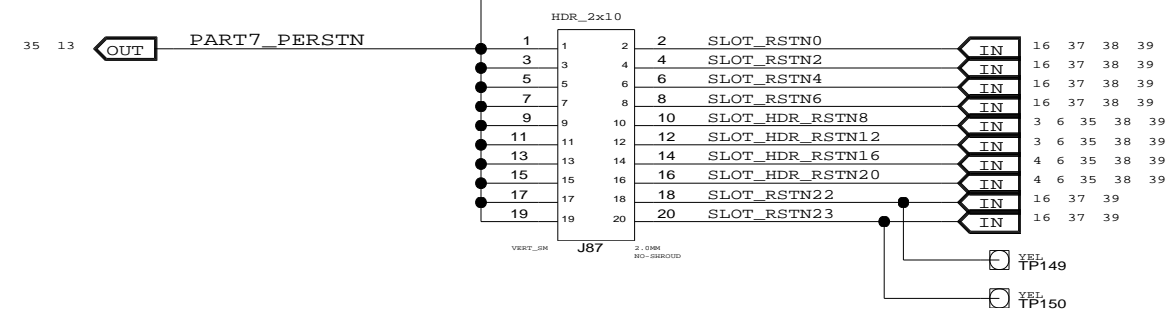 HDR_2x10
35 13 OUT PART7_PERSTN
1 1 2 2 SLOT_RSTN0 IN 16 37 38 39
3 3 4 4 SLOT_RSTN2 IN 16 37 38 39
5 5 6 6 SLOT_RSTN4 IN 16 37 38 39
7 7 8 8 SLOT_RSTN6 IN 16 37 38 39
9 9 10 10 SLOT_HDR_RSTN8 IN 3 6 35 38 39
11 11 12 12 SLOT_HDR_RSTN12 IN 3 6 35 38 39
13 13 14 14 SLOT_HDR_RSTN16 IN 4 6 35 38 39
15 15 16 16 SLOT_HDR_RSTN20 IN 4 6 35 38 39
17 17 18 18 SLOT_RSTN22 IN 16 37 39
19 19 20 20 SLOT_RSTN23 IN 16 37 39
VERT_SM J87 2.0MM
NO-SHROUD
YEL
TP149
YEL
TP150